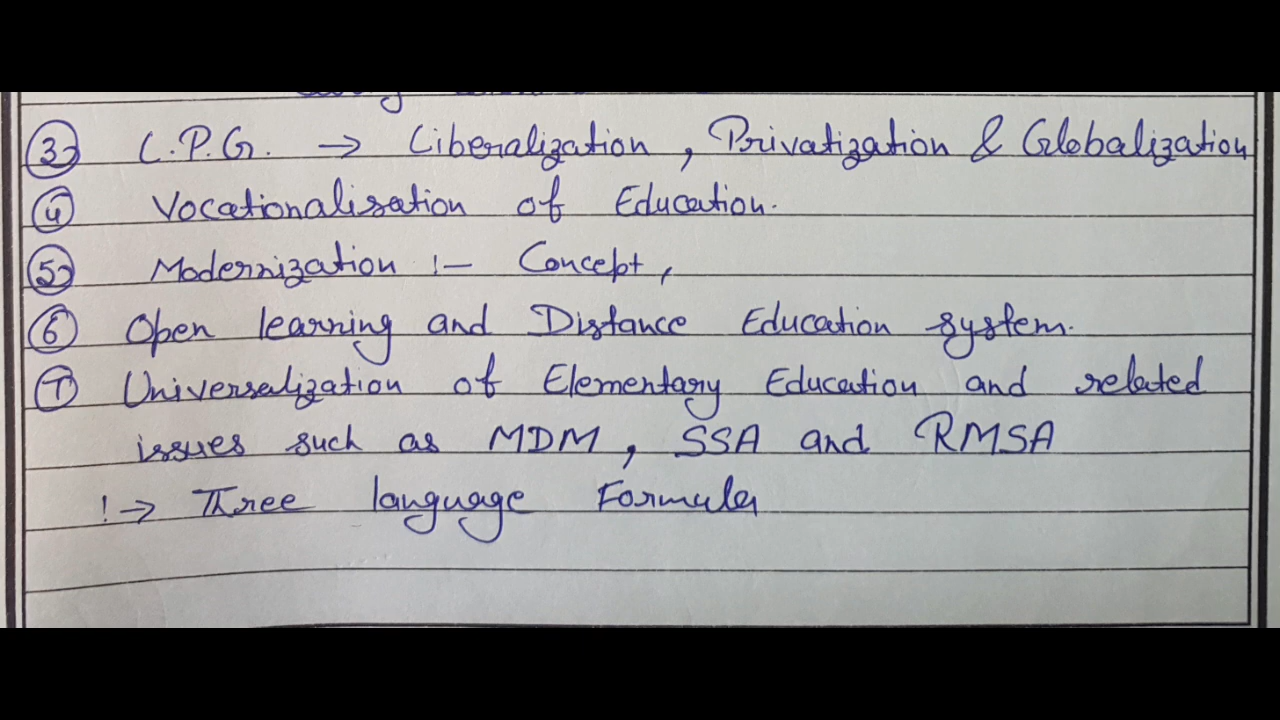 ③ L.P.G. → Liberalization, Privatization & Globalization
④ Vocationalisation of Education.
⑤ Modernization :- Concept,
⑥ Open learning and Distance Education system.
⑦ Universalization of Elementary Education and related
issues such as MDM, SSA and RMSA
!→ Three language Formula